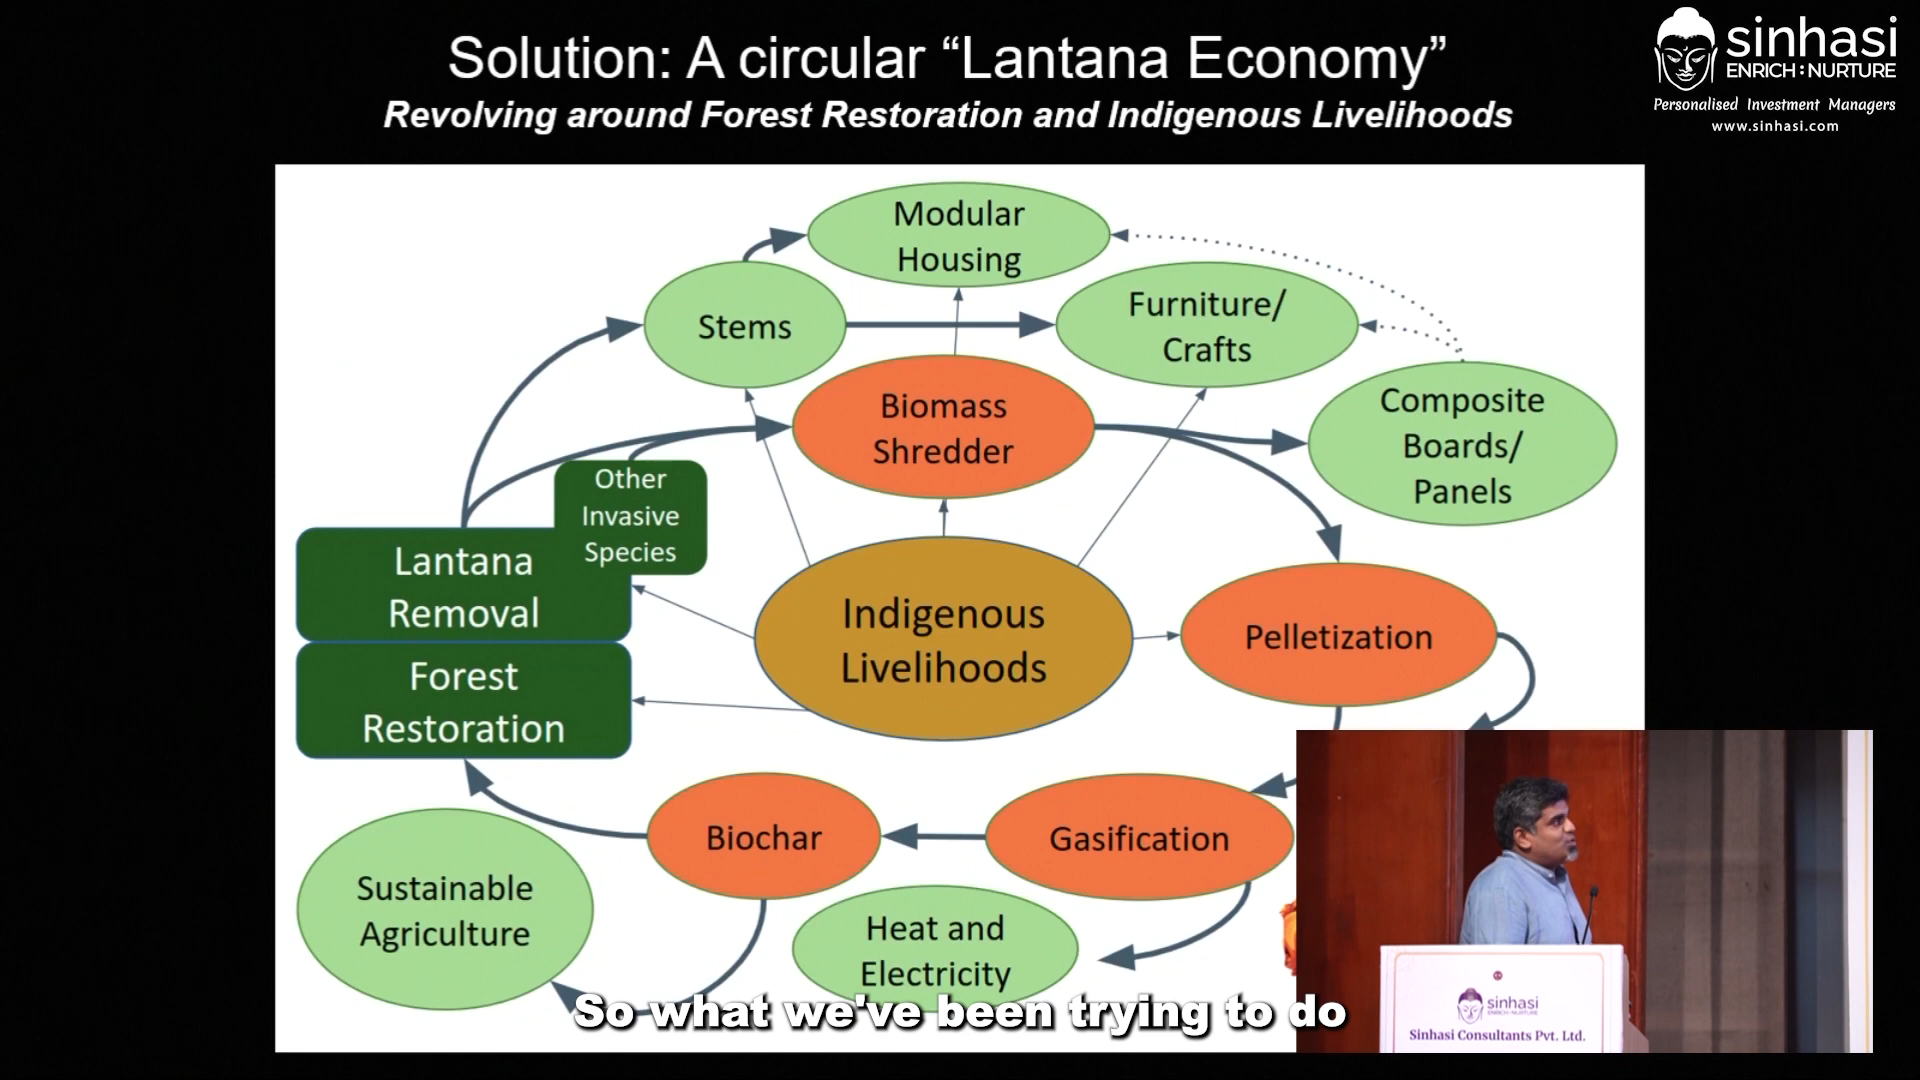 Solution: A circular “Lantana Economy”
Revolving around Forest Restoration and Indigenous Livelihoods
sinhasi
ENRICH:NURTURE
Personalised Investment Managers
www.sinhasi.com
Modular
Housing
Stems
Furniture/
Crafts
Biomass
Shredder
Composite
Boards/
Panels
Other
Invasive
Species
Lantana
Removal
Indigenous
Livelihoods
Pelletization
Forest
Restoration
Biochar
Gasification
Sustainable
Agriculture
Heat and
Electricity
So what we've been trying to do
sinhasi
ENRICH:NURTURE
Sinhasi Consultants Pvt. Ltd.